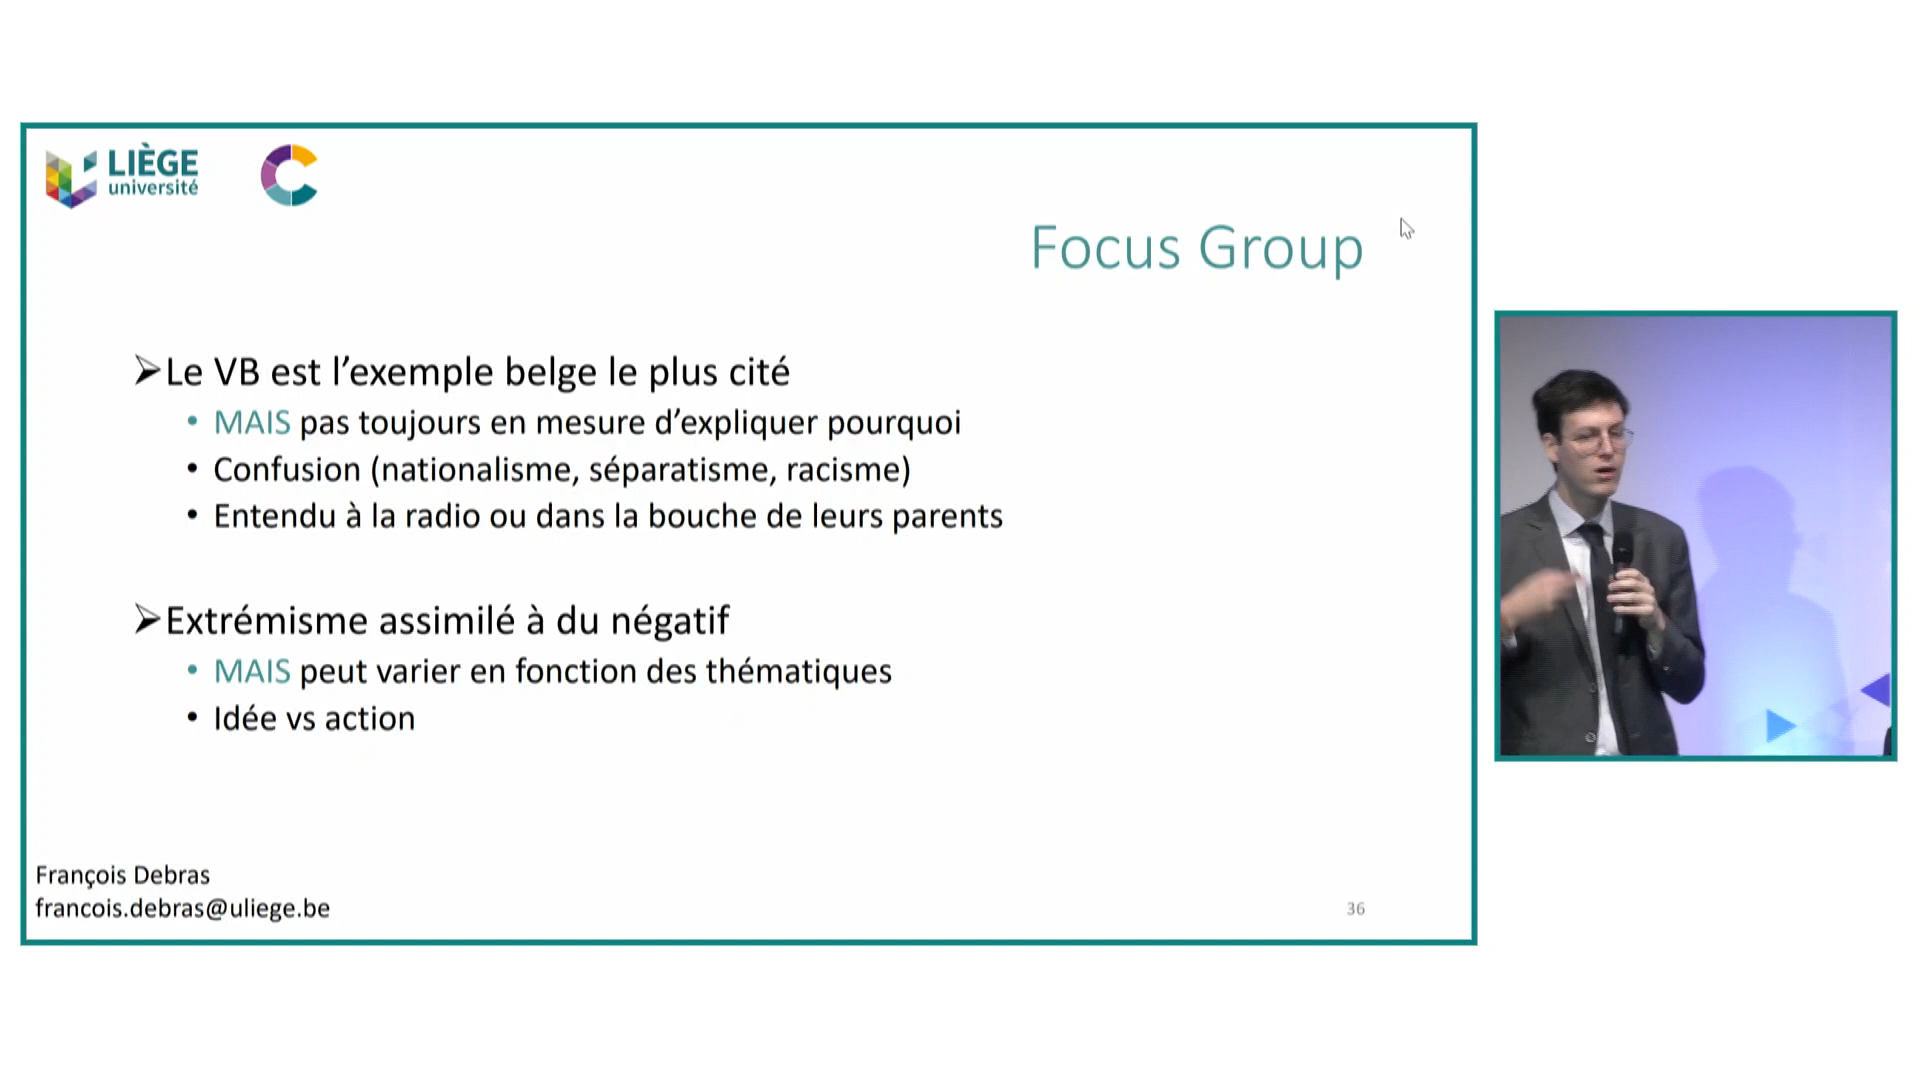 LIÈGE
université
Focus Group
Le VB est l’exemple belge le plus cité
• MAIS pas toujours en mesure d’expliquer pourquoi
• Confusion (nationalisme, séparatisme, racisme)
• Entendu à la radio ou dans la bouche de leurs parents
Extrémisme assimilé à du négatif
• MAIS peut varier en fonction des thématiques
• Idée vs action
François Debras
francois.debras@uliege.be
36